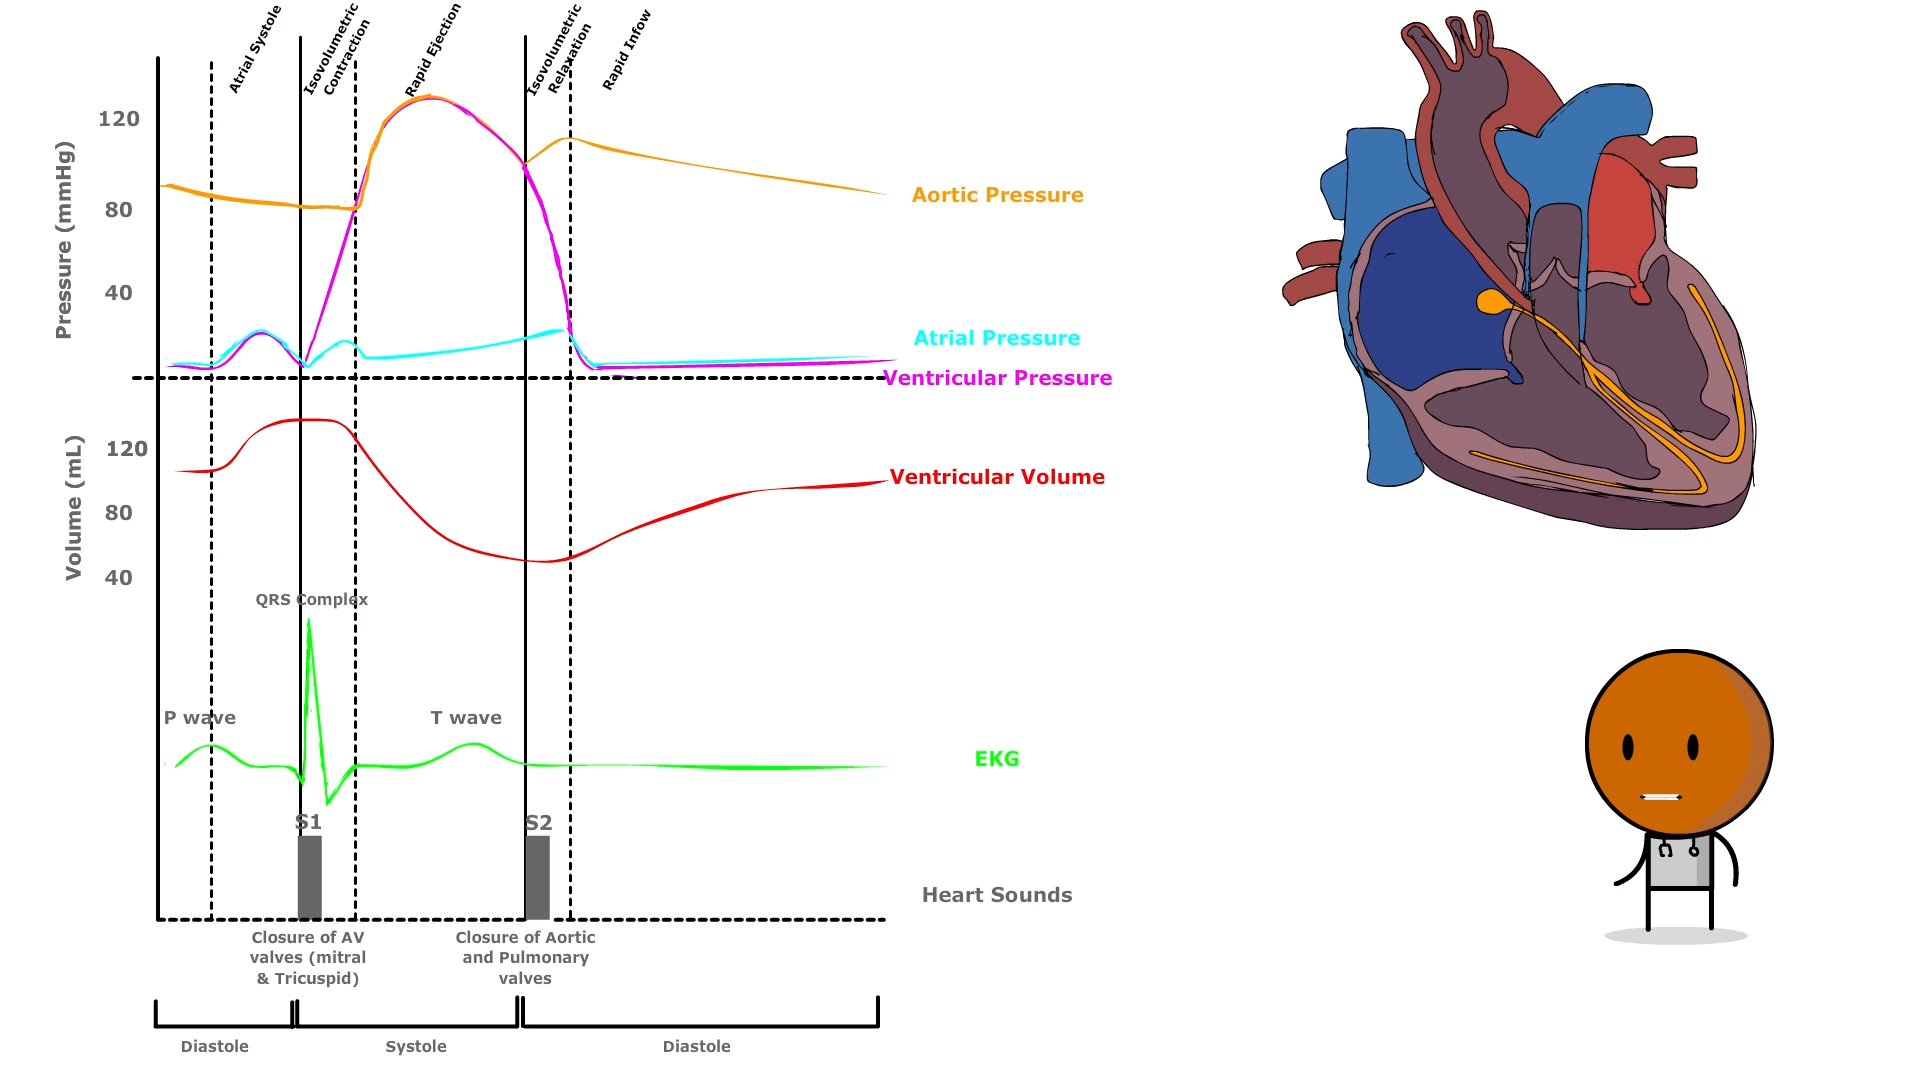 Atrial Systole
Isovolumetric
Contraction
Rapid Ejection
Isovolumetric
Relaxation
Rapid Infow
Pressure (mmHg)
120
80
40
Aortic Pressure
Atrial Pressure
Ventricular Pressure
Volume (mL)
120
80
40
Ventricular Volume
QRS Complex
P wave
T wave
EKG
S1
S2
Heart Sounds
Closure of AV
valves (mitral
& Tricuspid)
Closure of Aortic
and Pulmonary
valves
Diastole
Systole
Diastole